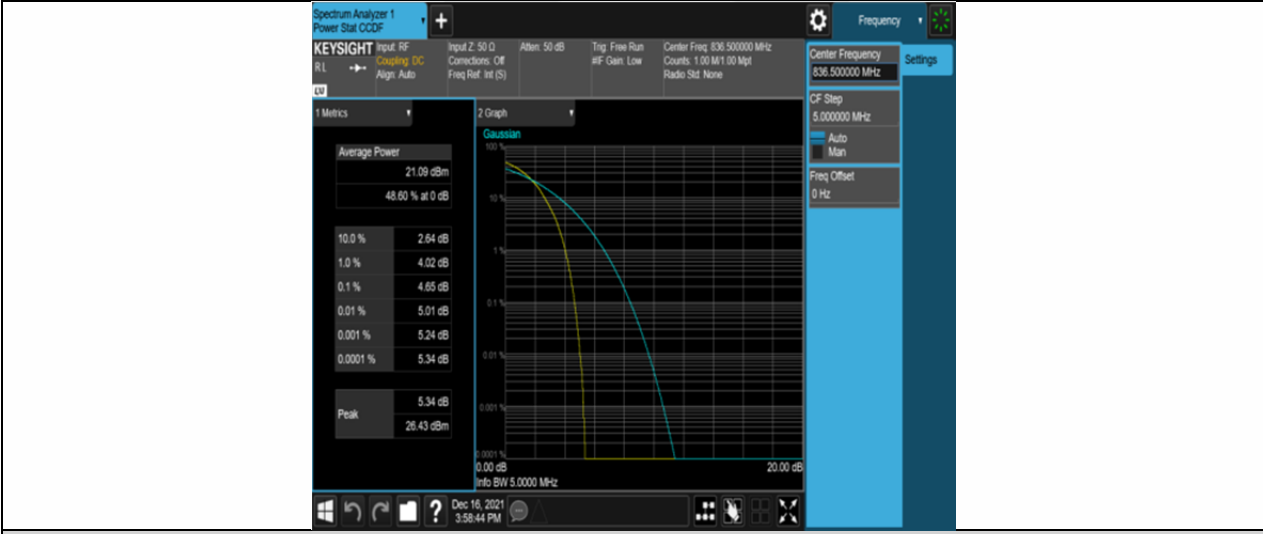 Spectrum Analyzer 1
Power Stat CCDF
+
Frequency
KEYSIGHT
Input: RF
Coupling: DC
Align: Auto
RL
LV
Input Z: 50 Ω
Corrections: Off
Freq Ref: Int (S)
Atten: 50 dB
Trig: Free Run
#IF Gain: Low
Center Freq: 836.500000 MHz
Counts: 1.00 M/1.00 Mpt
Radio Std: None
Center Frequency
836.500000 MHz
Settings
CF Step
5.000000 MHz
Auto
Man
Freq Offset
0 Hz
1 Metrics
Average Power
21.09 dBm
48.60 % at 0 dB
10.0 % 2.64 dB
1.0 % 4.02 dB
0.1 % 4.65 dB
0.01 % 5.01 dB
0.001 % 5.24 dB
0.0001 % 5.34 dB
Peak
5.34 dB
26.43 dBm
2 Graph
Gaussian
100 %
10 %
1 %
0.1 %
0.01 %
0.001 %
0.0001 %
0.00 dB
20.00 dB
Info BW 5.0000 MHz
?
Dec 16, 2021
3:58:44 PM